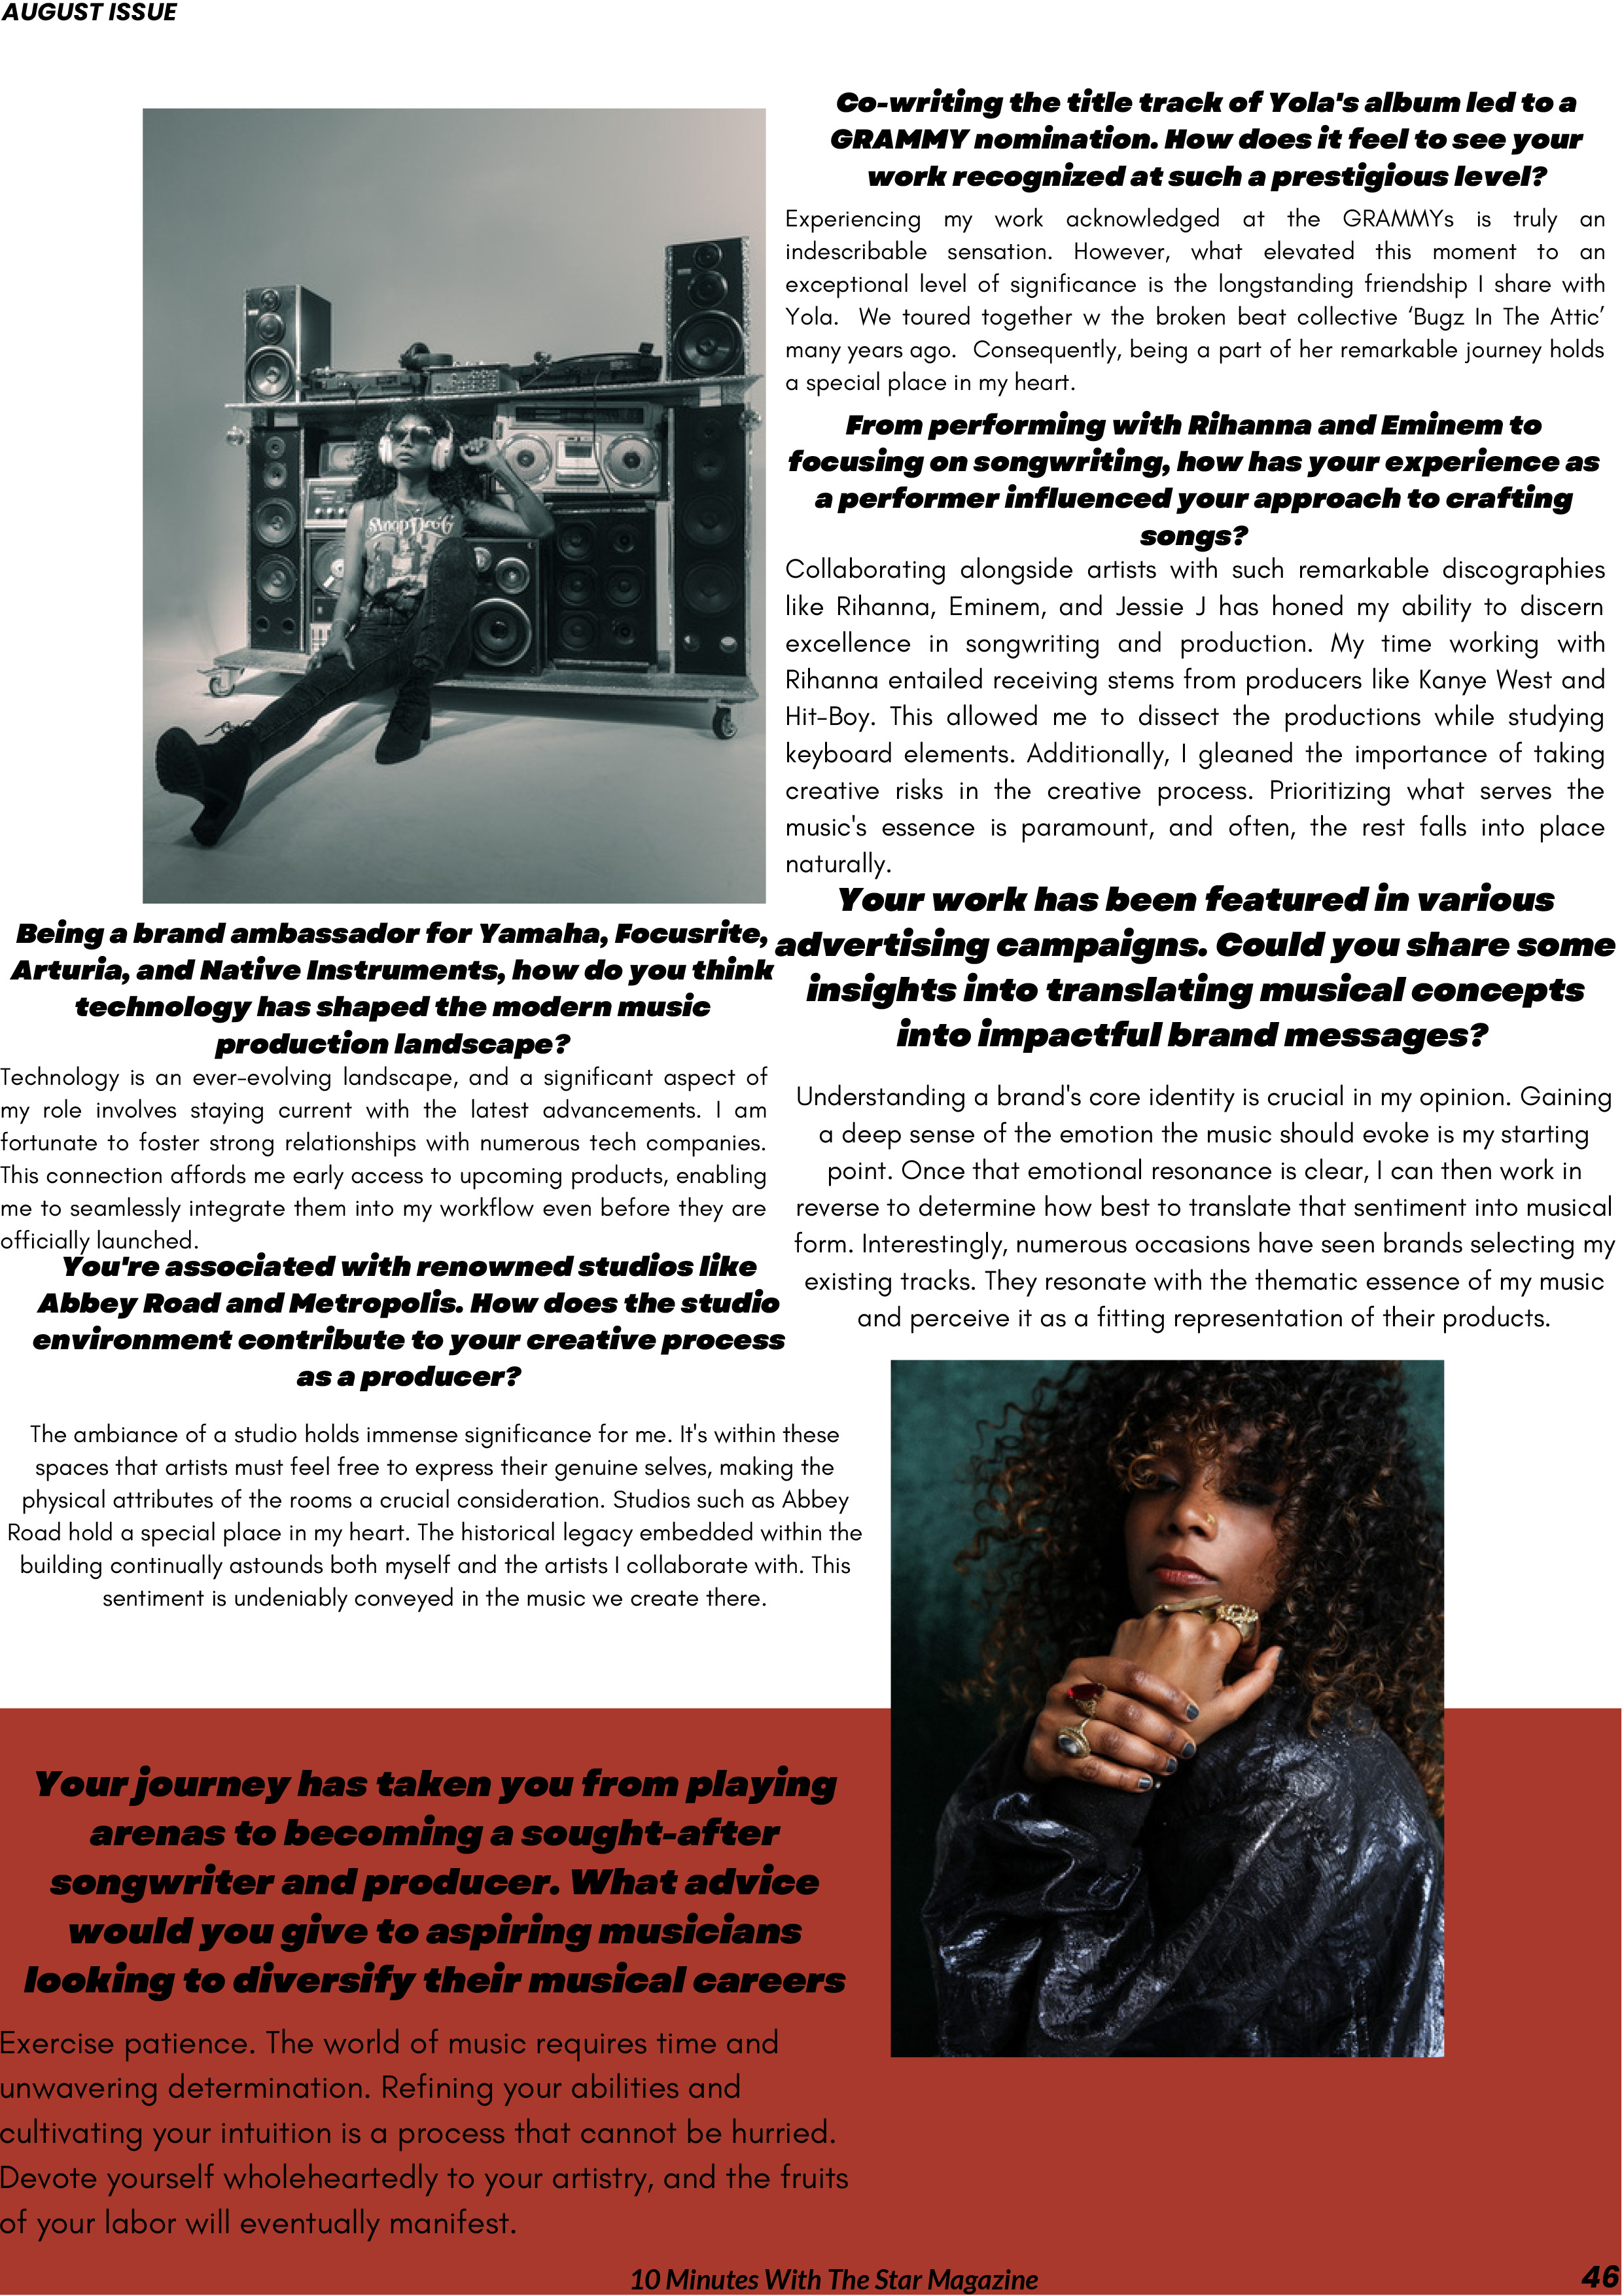 AUGUST ISSUE
Co-writing the title track of Yola's album led to a
GRAMMY nomination. How does it feel to see your
work recognized at such a prestigious level?
Experiencing my work acknowledged at the GRAMMYs is truly an
indescribable sensation. However, what elevated this moment to an
exceptional level of significance is the longstanding friendship I share with
Yola. We toured together w the broken beat collective ‘Bugz In The Attic’
many years ago. Consequently, being a part of her remarkable journey holds
a special place in my heart.
From performing with Rihanna and Eminem to
focusing on songwriting, how has your experience as
a performer influenced your approach to crafting
songs?
Collaborating alongside artists with such remarkable discographies
like Rihanna, Eminem, and Jessie J has honed my ability to discern
excellence in songwriting and production. My time working with
Rihanna entailed receiving stems from producers like Kanye West and
Hit-Boy. This allowed me to dissect the productions while studying
keyboard elements. Additionally, I gleaned the importance of taking
creative risks in the creative process. Prioritizing what serves the
music's essence is paramount, and often, the rest falls into place
naturally.
Your work has been featured in various
advertising campaigns. Could you share some
insights into translating musical concepts
into impactful brand messages?
Understanding a brand's core identity is crucial in my opinion. Gaining
a deep sense of the emotion the music should evoke is my starting
point. Once that emotional resonance is clear, I can then work in
reverse to determine how best to translate that sentiment into musical
form. Interestingly, numerous occasions have seen brands selecting my
existing tracks. They resonate with the thematic essence of my music
and perceive it as a fitting representation of their products.
Snoop Dogg
Being a brand ambassador for Yamaha, Focusrite,
Arturia, and Native Instruments, how do you think
technology has shaped the modern music
production landscape?
Technology is an ever-evolving landscape, and a significant aspect of
my role involves staying current with the latest advancements. I am
fortunate to foster strong relationships with numerous tech companies.
This connection affords me early access to upcoming products, enabling
me to seamlessly integrate them into my workflow even before they are
officially launched.
You're associated with renowned studios like
Abbey Road and Metropolis. How does the studio
environment contribute to your creative process
as a producer?
The ambiance of a studio holds immense significance for me. It's within these
spaces that artists must feel free to express their genuine selves, making the
physical attributes of the rooms a crucial consideration. Studios such as Abbey
Road hold a special place in my heart. The historical legacy embedded within the
building continually astounds both myself and the artists I collaborate with. This
sentiment is undeniably conveyed in the music we create there.
Your journey has taken you from playing
arenas to becoming a sought-after
songwriter and producer. What advice
would you give to aspiring musicians
looking to diversify their musical careers
Exercise patience. The world of music requires time and
unwavering determination. Refining your abilities and
cultivating your intuition is a process that cannot be hurried.
Devote yourself wholeheartedly to your artistry, and the fruits
of your labor will eventually manifest.
10 Minutes With The Star Magazine
46